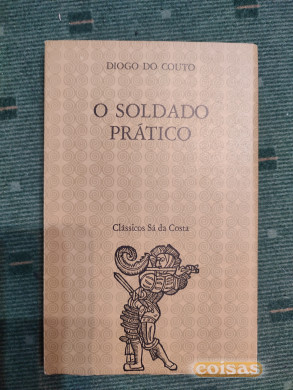 DIOGO DO COUTO
O SOLDADO
PRÁTICO
Clássicos Sá da Costa
coisas